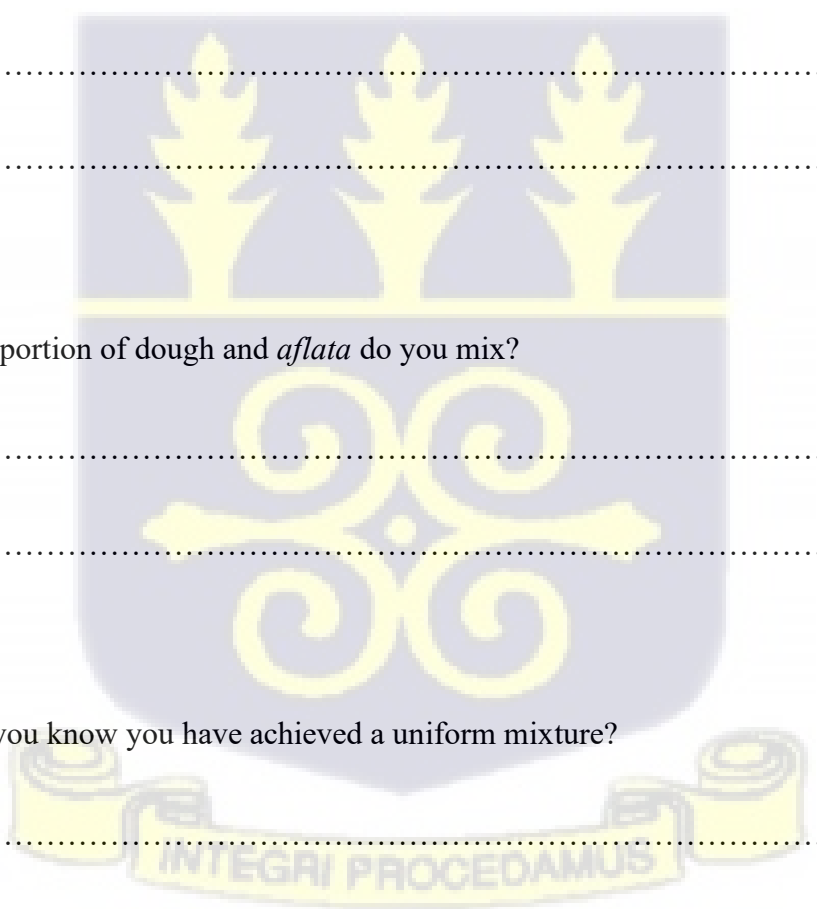 ................................................................................
................................................................................
portion of dough and aflata do you mix?
................................................................................
................................................................................
you know you have achieved a uniform mixture?
................................................................................
INTEGRI PROCEDAMUS